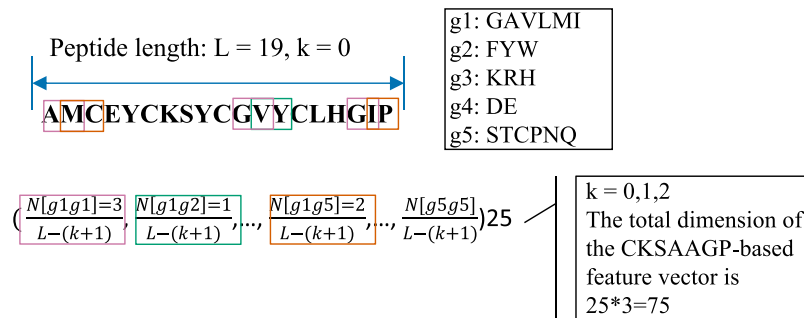 Peptide length: L = 19, k = 0
AMCEYCKSYCGVYCLHGIP
g1: GAVLMI
g2: FYW
g3: KRH
g4: DE
g5: STCPNQ
(N[g1g1]=3/L−(k+1), N[g1g2]=1/L−(k+1),..., N[g1g5]=2/L−(k+1),..., N[g5g5]/L−(k+1))25
k = 0,1,2
The total dimension of
the CKSAAGP-based
feature vector is
25*3=75